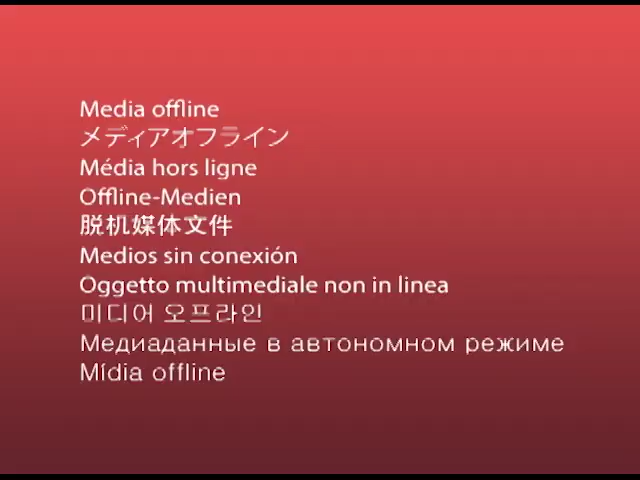 Media offline
メディアオフライン
Média hors ligne
Offline-Medien
脱机媒体文件
Medios sin conexión
Oggetto multimediale non in linea
미디어 오프라인
Медиаданные в автономном режиме
Mídia offline